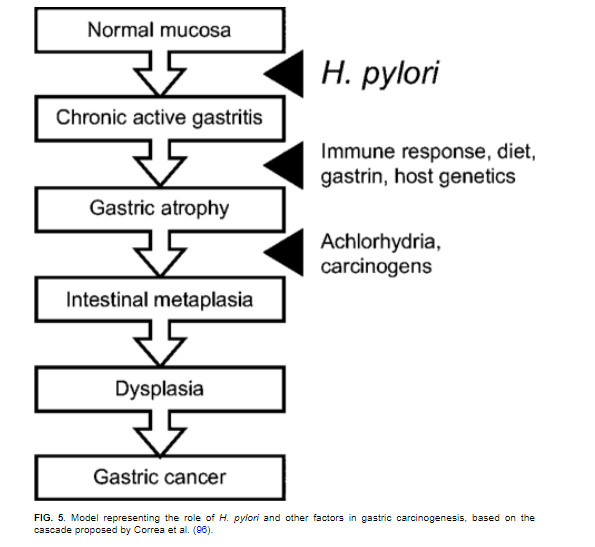 Normal mucosa
H. pylori
Chronic active gastritis
Immune response, diet,
gastrin, host genetics
Gastric atrophy
Achlorhydria,
carcinogens
Intestinal metaplasia
Dysplasia
Gastric cancer
FIG. 5. Model representing the role of H. pylori and other factors in gastric carcinogenesis, based on the
cascade proposed by Correa et al. (96).